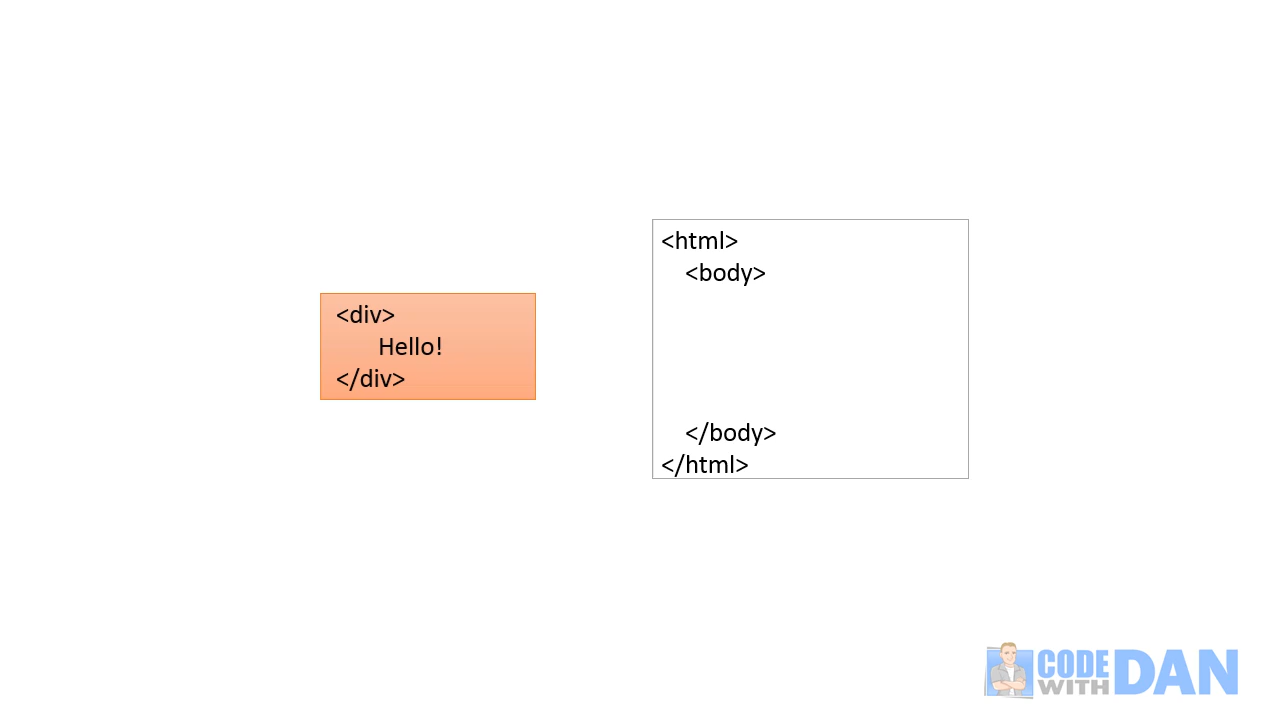 <div>
Hello!
</div>
<html>
<body>
</body>
</html>
CODE
WITH DAN